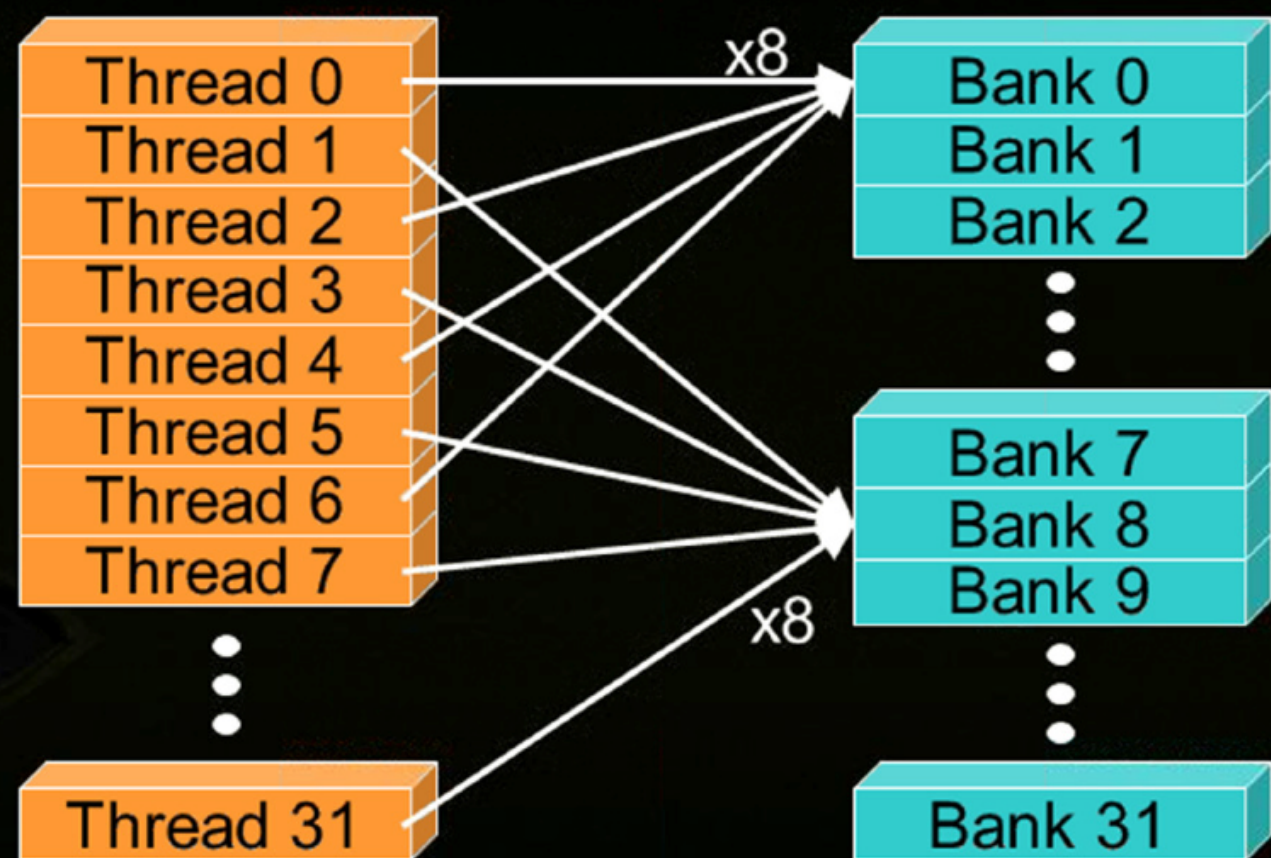 Thread 0
Thread 1
Thread 2
Thread 3
Thread 4
Thread 5
Thread 6
Thread 7
Thread 31
x8
x8
Bank 0
Bank 1
Bank 2
Bank 7
Bank 8
Bank 9
Bank 31